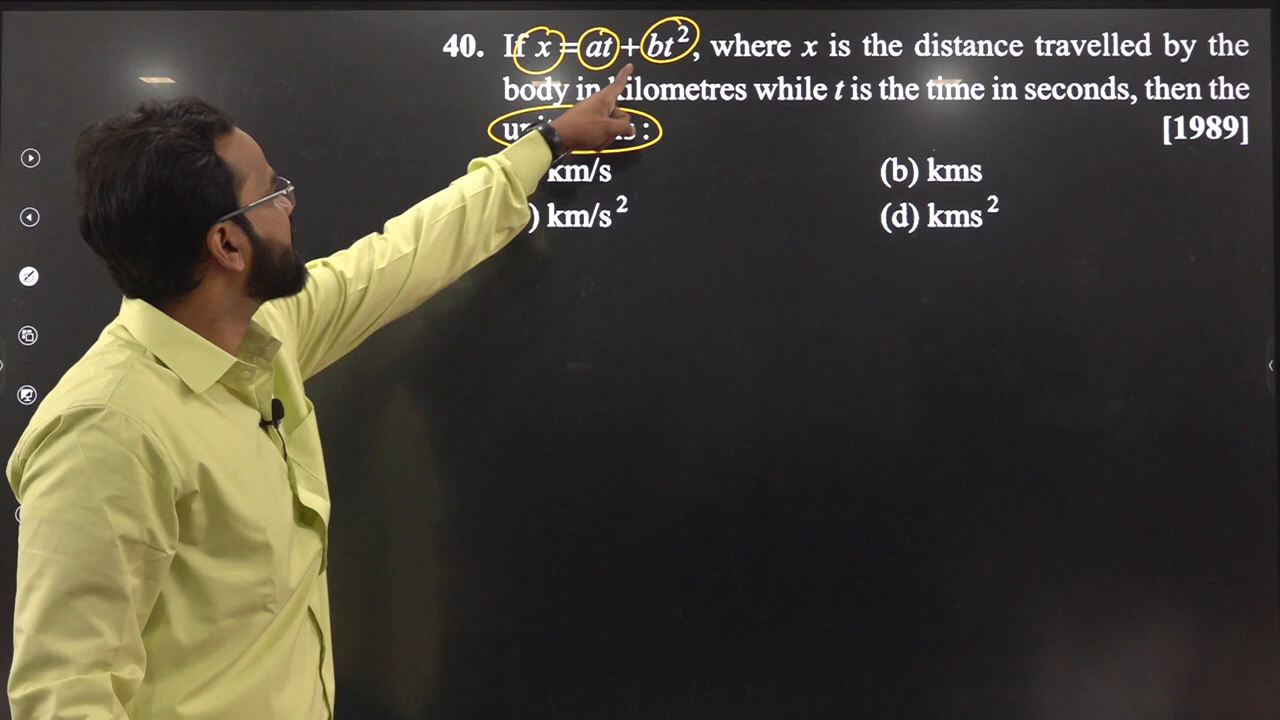 40. If x = at + bt², where x is the distance travelled by the
body in kilometres while t is the time in seconds, then the
[1989]
km/s (b) kms
) km/s² (d) kms²